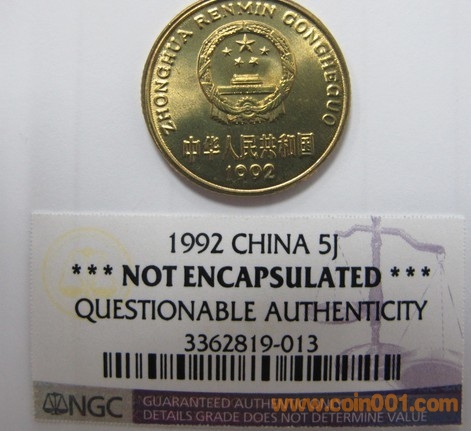 ZHONGHUA RENMIN GONGHEGUO
中华人民共和国
1992
1992 CHINA 5J
*** NOT ENCAPSULATED ***
QUESTIONABLE AUTHENTICITY
3362819-013
NGC
GUARANTEED AUTHENTICITY
DETAILS GRADE DOES NOT DETERMINE VALUE
www.coin001.com